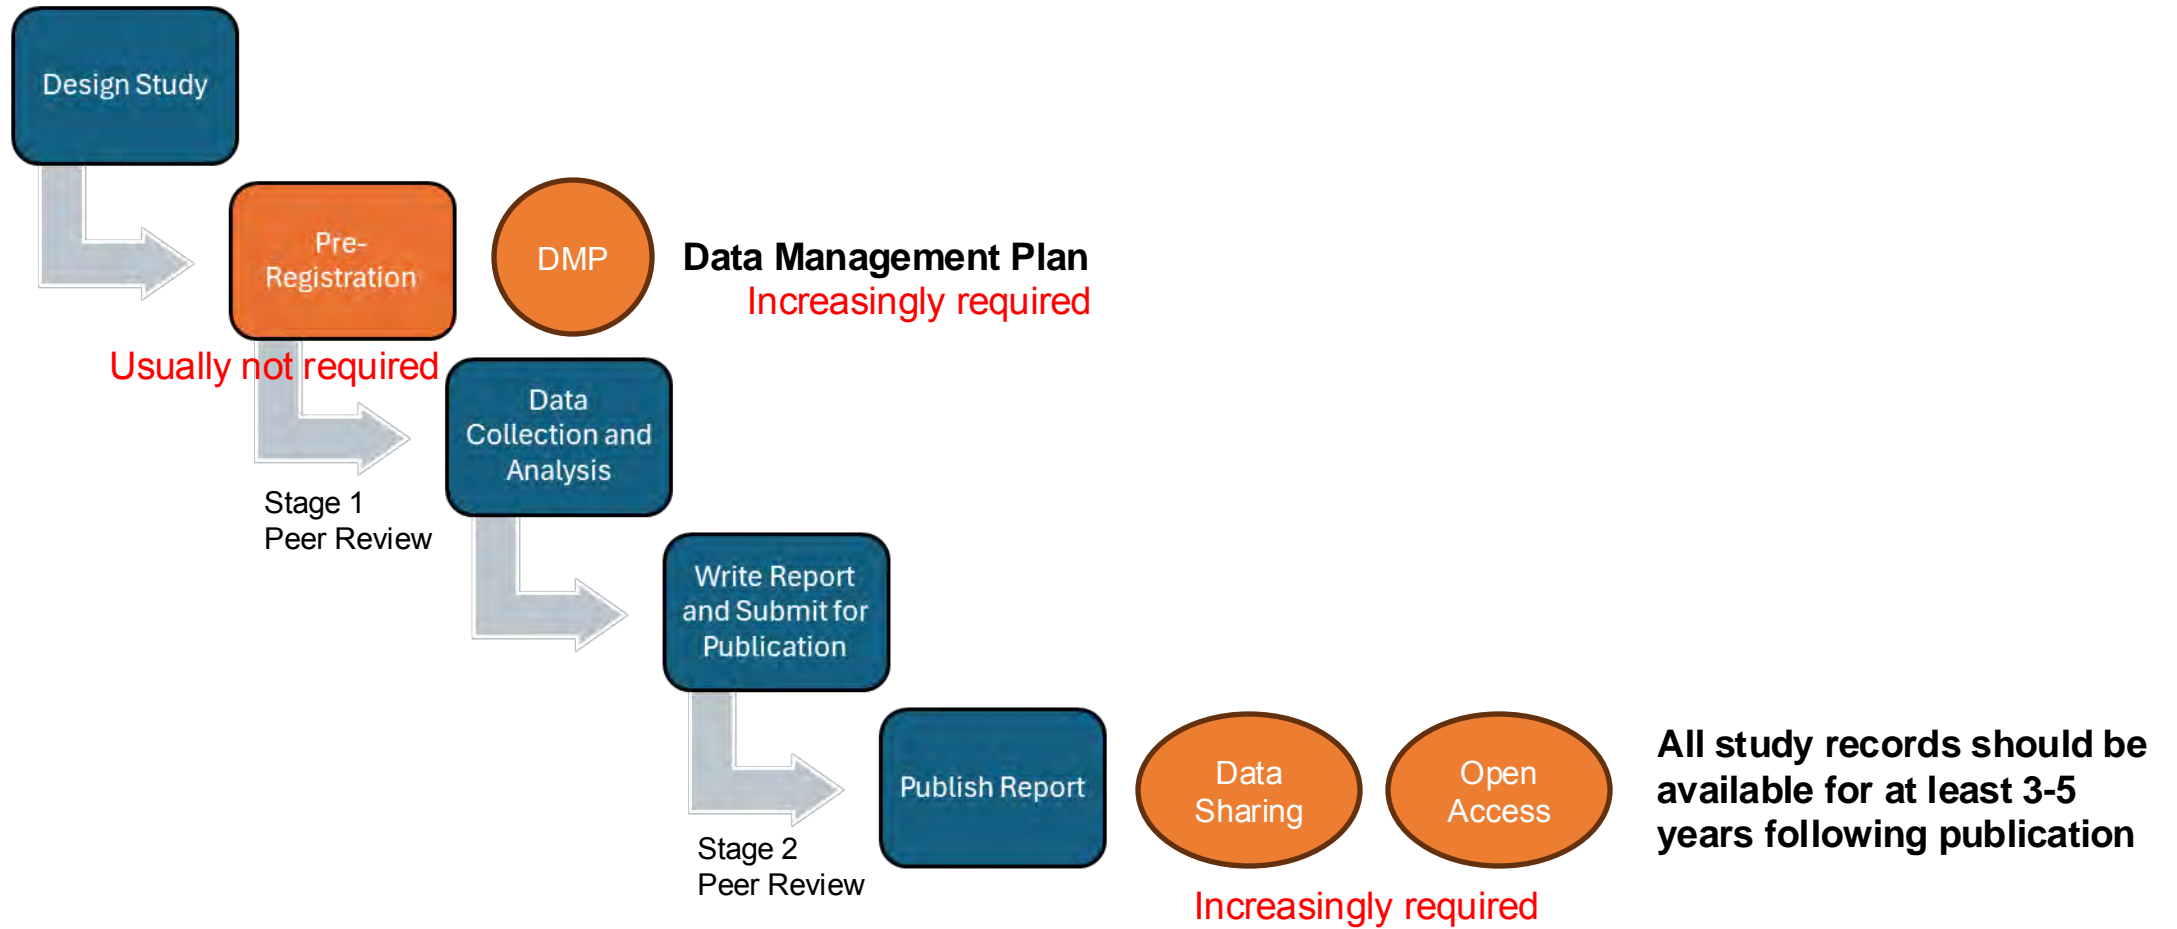 Design Study
Pre-
Registration
DMP
Data Management Plan
Increasingly required
Usually not required
Data
Collection and
Analysis
Stage 1
Peer Review
Write Report
and Submit for
Publication
Publish Report
Data
Sharing
Open
Access
All study records should be
available for at least 3-5
years following publication
Stage 2
Peer Review
Increasingly required